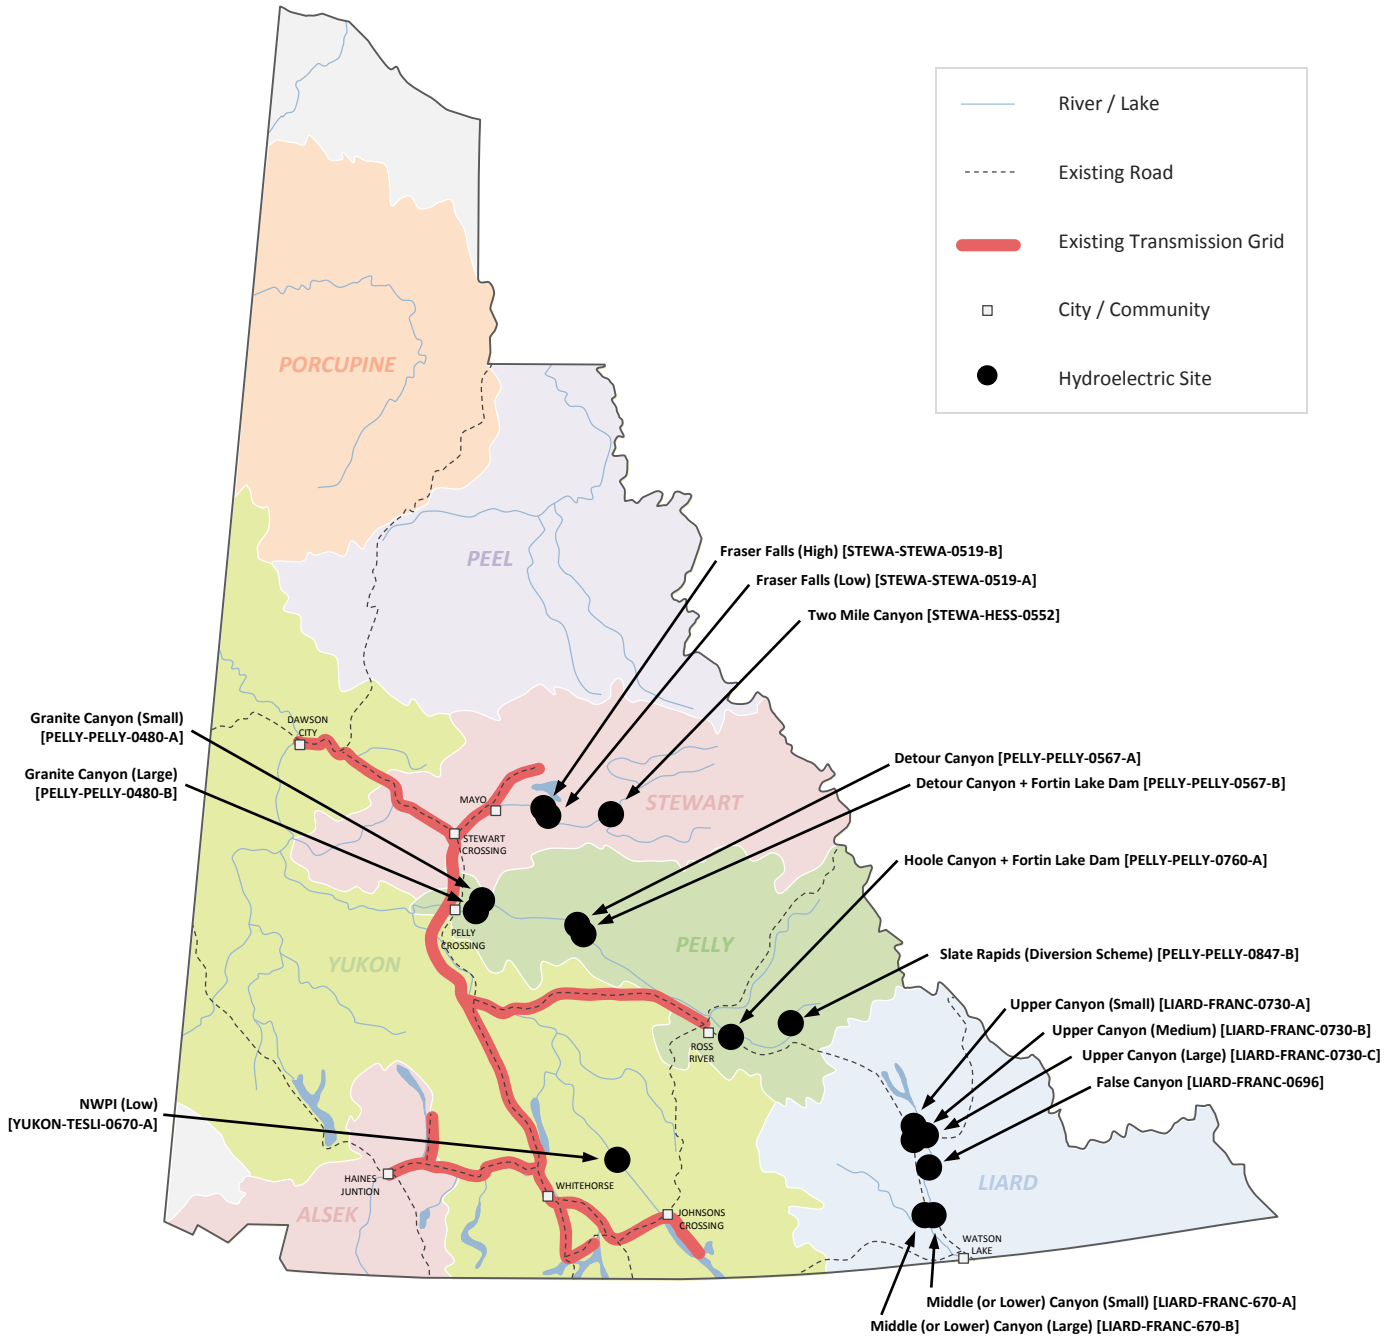 River / Lake
Existing Road
Existing Transmission Grid
City / Community
Hydroelectric Site
PORCUPINE
PEEL
Fraser Falls (High) [STEWA-STEWA-0519-B]
Fraser Falls (Low) [STEWA-STEWA-0519-A]
Two Mile Canyon [STEWA-HESS-0552]
Granite Canyon (Small)
[PELLY-PELLY-0480-A]
DAWSON
CITY
Granite Canyon (Large)
[PELLY-PELLY-0480-B]
Detour Canyon [PELLY-PELLY-0567-A]
Detour Canyon + Fortin Lake Dam [PELLY-PELLY-0567-B]
MAYO
STEWART
STEWART
CROSSING
Hoole Canyon + Fortin Lake Dam [PELLY-PELLY-0760-A]
PELLY
CROSSING
PELLY
YUKON
Slate Rapids (Diversion Scheme) [PELLY-PELLY-0847-B]
Upper Canyon (Small) [LIARD-FRANC-0730-A]
Upper Canyon (Medium) [LIARD-FRANC-0730-B]
ROSS
RIVER
Upper Canyon (Large) [LIARD-FRANC-0730-C]
False Canyon [LIARD-FRANC-0696]
NWPI (Low)
[YUKON-TESLI-0670-A]
HAINES
JUNTION
WHITEHORSE
LIARD
ALSEK
JOHNSONS
CROSSING
WATSON
LAKE
Middle (or Lower) Canyon (Small) [LIARD-FRANC-670-A]
Middle (or Lower) Canyon (Large) [LIARD-FRANC-670-B]